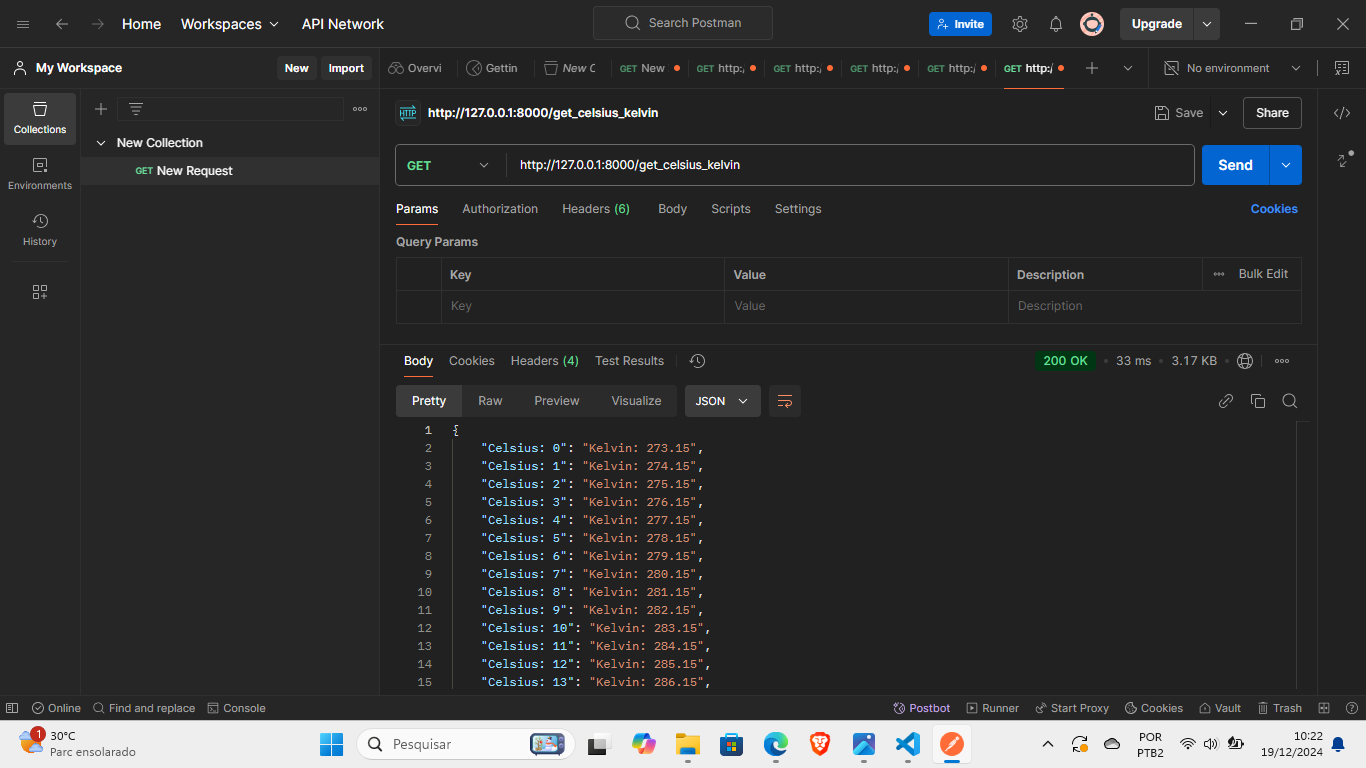 Home Workspaces API Network Search Postman Invite Upgrade
My Workspace New Import Overvi Gettin New C GET New GET http:/ GET http:/ GET http:/ GET http:/ GET http:/ No environment
HTTP http://127.0.0.1:8000/get_celsius_kelvin Save Share
Collections
New Collection
GET New Request
Environments
History
GET http://127.0.0.1:8000/get_celsius_kelvin Send
Params Authorization Headers (6) Body Scripts Settings Cookies
Query Params
Key Value Description Bulk Edit
Key Value Description
Body Cookies Headers (4) Test Results 200 OK 33 ms 3.17 KB
Pretty Raw Preview Visualize JSON
1 {
2 "Celsius: 0": "Kelvin: 273.15",
3 "Celsius: 1": "Kelvin: 274.15",
4 "Celsius: 2": "Kelvin: 275.15",
5 "Celsius: 3": "Kelvin: 276.15",
6 "Celsius: 4": "Kelvin: 277.15",
7 "Celsius: 5": "Kelvin: 278.15",
8 "Celsius: 6": "Kelvin: 279.15",
9 "Celsius: 7": "Kelvin: 280.15",
10 "Celsius: 8": "Kelvin: 281.15",
11 "Celsius: 9": "Kelvin: 282.15",
12 "Celsius: 10": "Kelvin: 283.15",
13 "Celsius: 11": "Kelvin: 284.15",
14 "Celsius: 12": "Kelvin: 285.15",
15 "Celsius: 13": "Kelvin: 286.15",
Online Find and replace Console Postbot Runner Start Proxy Cookies Vault Trash
1 30°C
Parc ensolarado
Pesquisar
POR
PTB2
10:22
19/12/2024